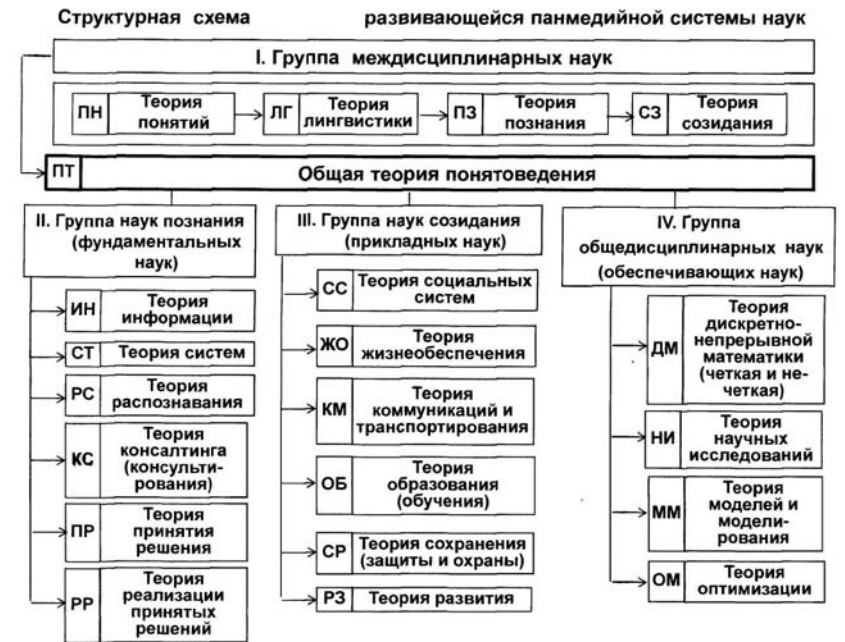 Структурная схема развивающейся панмедийной системы наук
I. Группа междисциплинарных наук
ПН
Теория
понятий
ЛГ
Теория
лингвистики
ПЗ
Теория
познания
СЗ
Теория
созидания
ПТ
Общая теория понятоведения
II. Группа наук познания
(фундаментальных
наук)
ИН
Теория
информации
СТ
Теория систем
РС
Теория
распознавания
КС
Теория
консалтинга
(консульти-
рования)
ПР
Теория
принятия
решения
РР
Теория
реализации
принятых
решений
III. Группа наук созидания
(прикладных наук)
СС
Теория социальных
систем
ЖО
Теория
жизнеобеспечения
КМ
Теория
коммуникаций и
транспортирования
ОБ
Теория
образования
(обучения)
СР
Теория сохранения
(защиты и охраны)
РЗ
Теория развития
IV. Группа
общедисциплинарных наук
(обеспечивающих наук)
ДМ
Теория
дискретно-
непрерывной
математики
(четкая и не-
четкая)
НИ
Теория
научных
исследований
ММ
Теория
моделей и
модели-
рования
ОМ
Теория
оптимизации